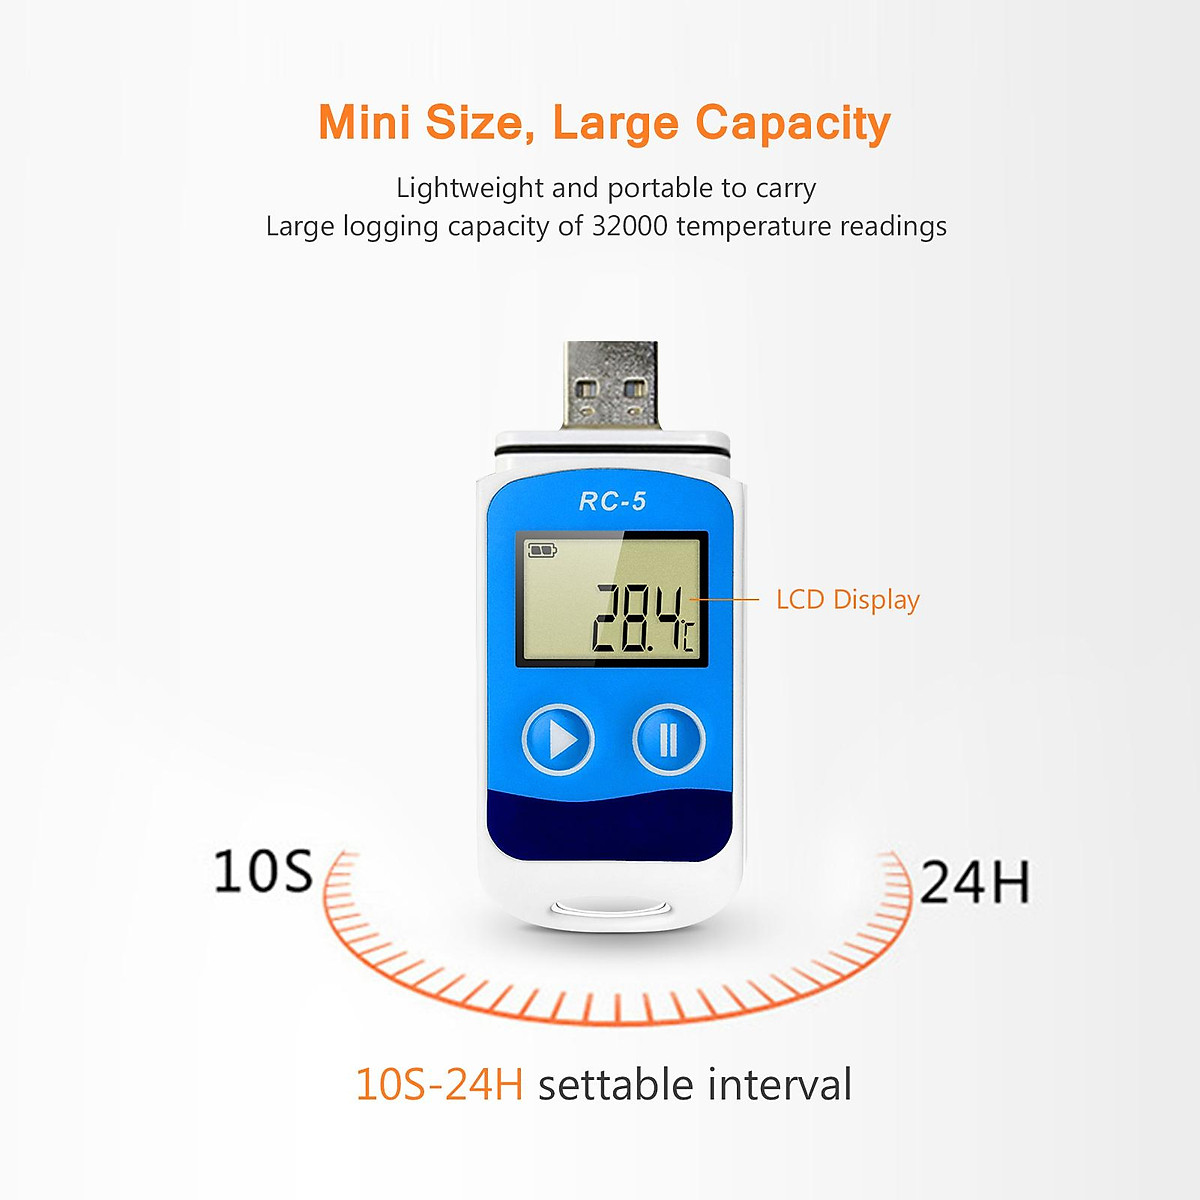 Mini Size, Large Capacity
Lightweight and portable to carry
Large logging capacity of 32000 temperature readings
RC-5
28.4℃
LCD Display
10S
24H
10S-24H settable interval